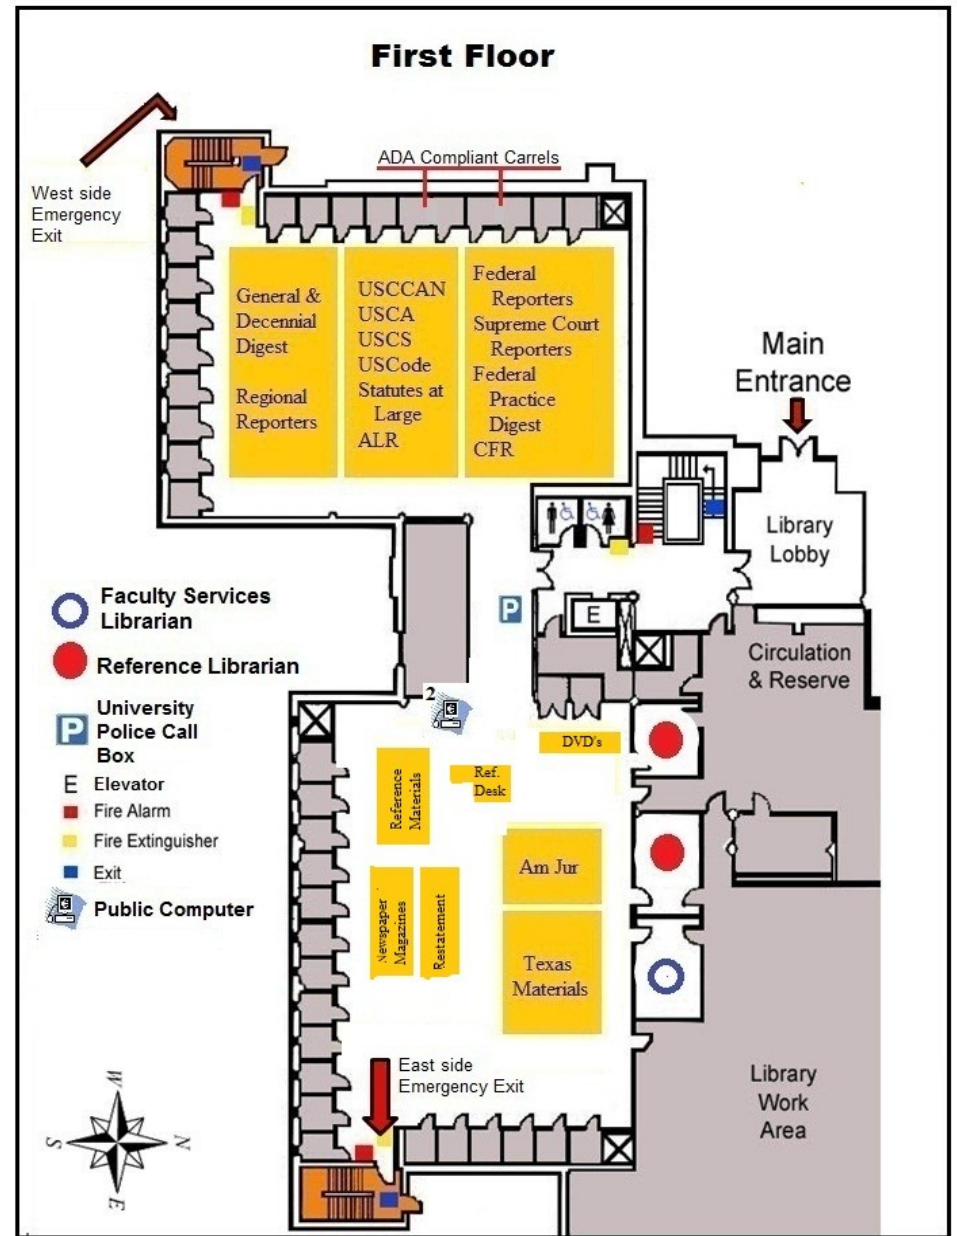 First Floor
ADA Compliant Carrels
West side
Emergency
Exit
General &
Decennial
Digest
Regional
Reporters
USCCAN
USCA
USCS
USCode
Statutes at
Large
ALR
Federal
Reporters
Supreme Court
Reporters
Federal
Practice
Digest
CFR
Main
Entrance
Library
Lobby
E
P
Circulation
& Reserve
Faculty Services
Librarian
Reference Librarian
P
University
Police Call
Box
E
Elevator
Fire Alarm
Fire Extinguisher
Exit
Public Computer
2
DVD's
Reference
Materials
Ref.
Desk
Am Jur
Newspaper
Magazines
Restatement
Texas
Materials
East side
Emergency Exit
Library
Work
Area
W
S
N
E